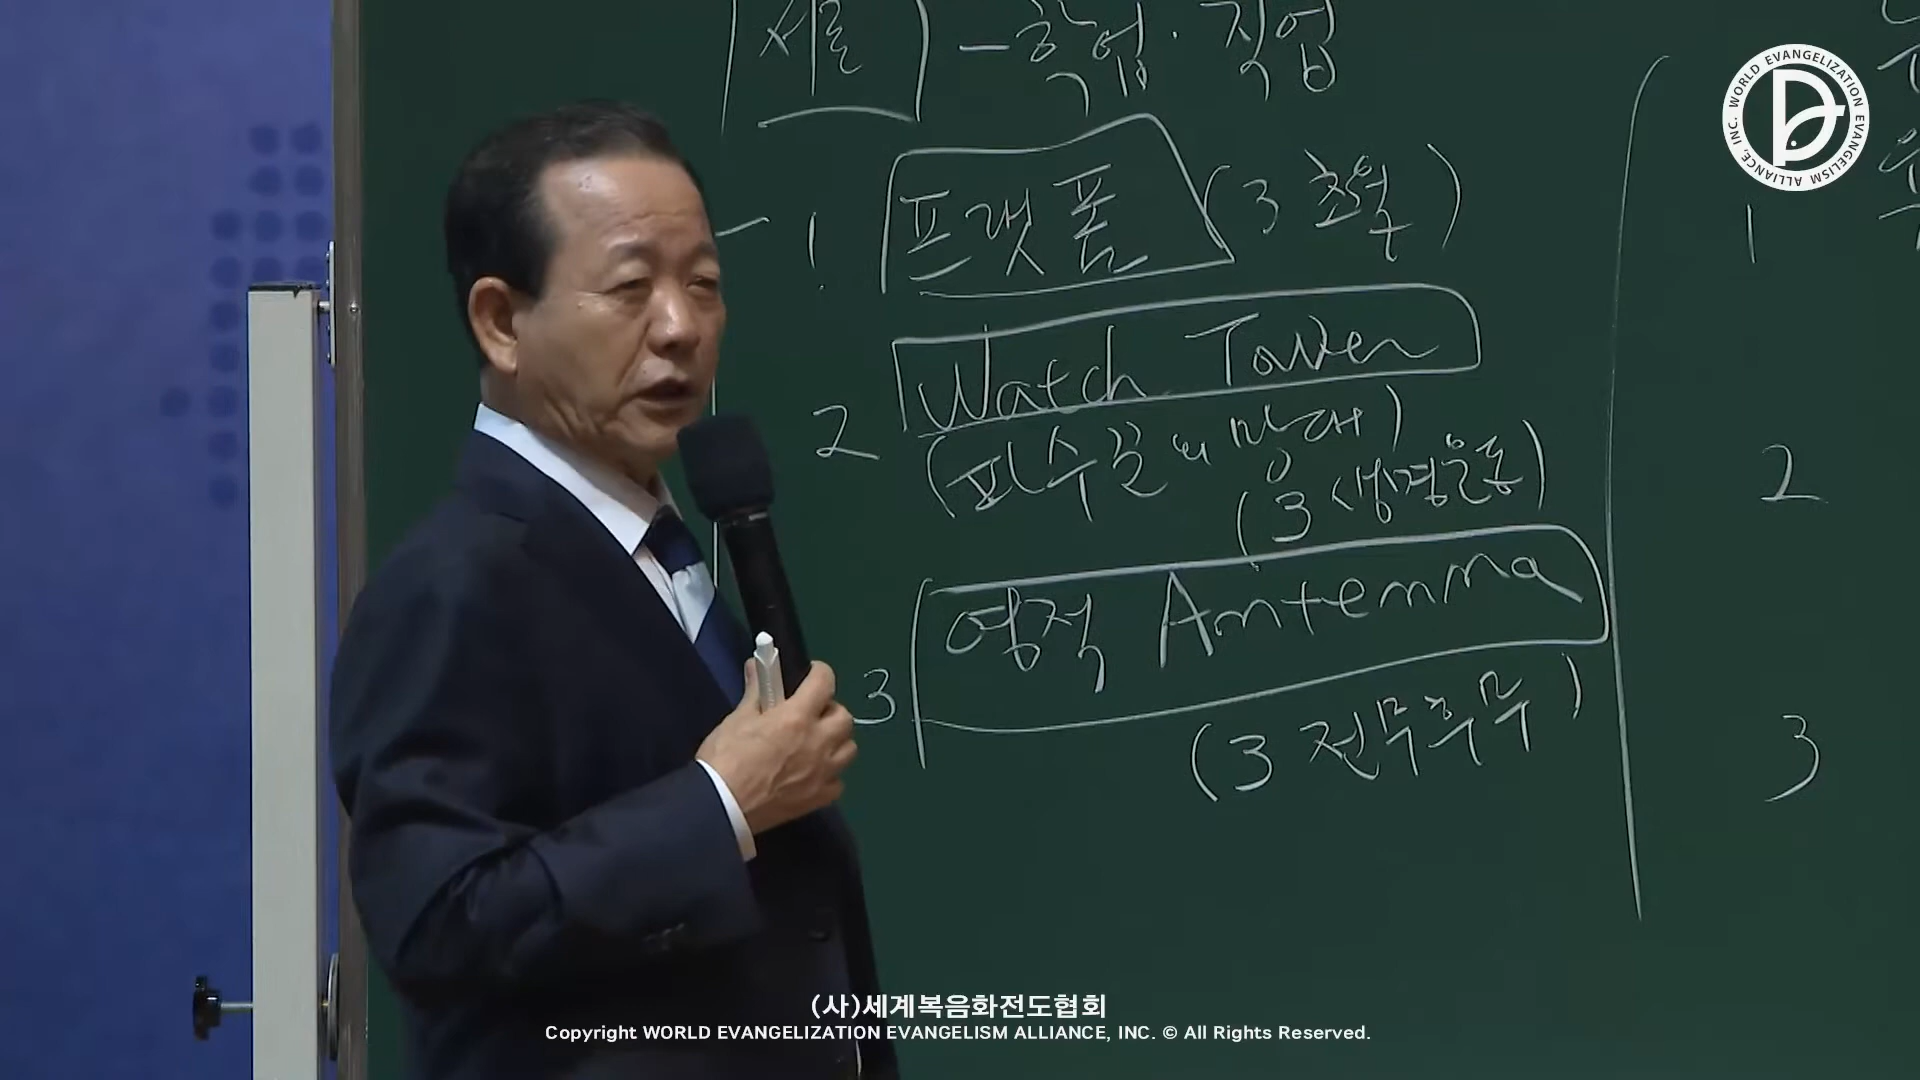 서론 - 학업·직업
1 프랫폼 (3 초월)
2 Watch Tower
(파수꾼의 망대)
(3 생명운동)
3 영적 Antenna
(3 전무후무)
1
2
3
WORLD EVANGELIZATION EVANGELISM ALLIANCE, INC.
(사)세계복음화전도협회
Copyright WORLD EVANGELIZATION EVANGELISM ALLIANCE, INC. © All Rights Reserved.